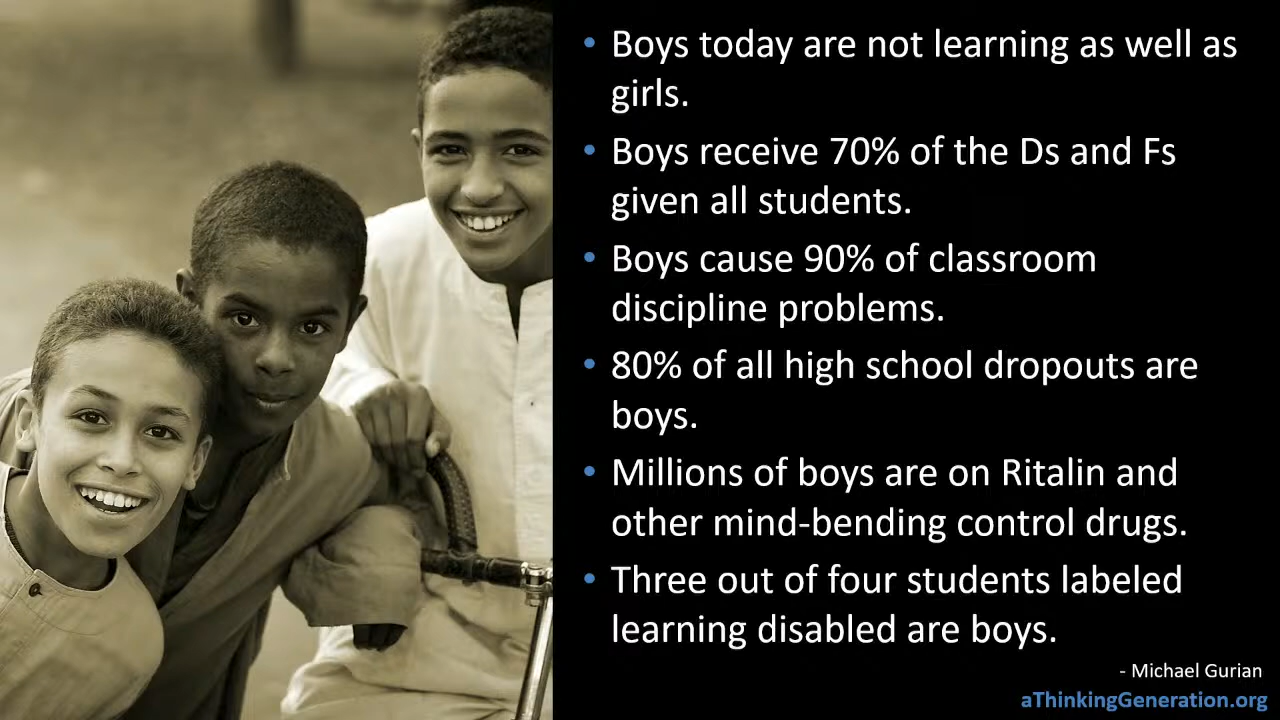 • Boys today are not learning as well as
girls.
• Boys receive 70% of the Ds and Fs
given all students.
• Boys cause 90% of classroom
discipline problems.
• 80% of all high school dropouts are
boys.
• Millions of boys are on Ritalin and
other mind-bending control drugs.
• Three out of four students labeled
learning disabled are boys.
- Michael Gurian
aThinkingGeneration.org